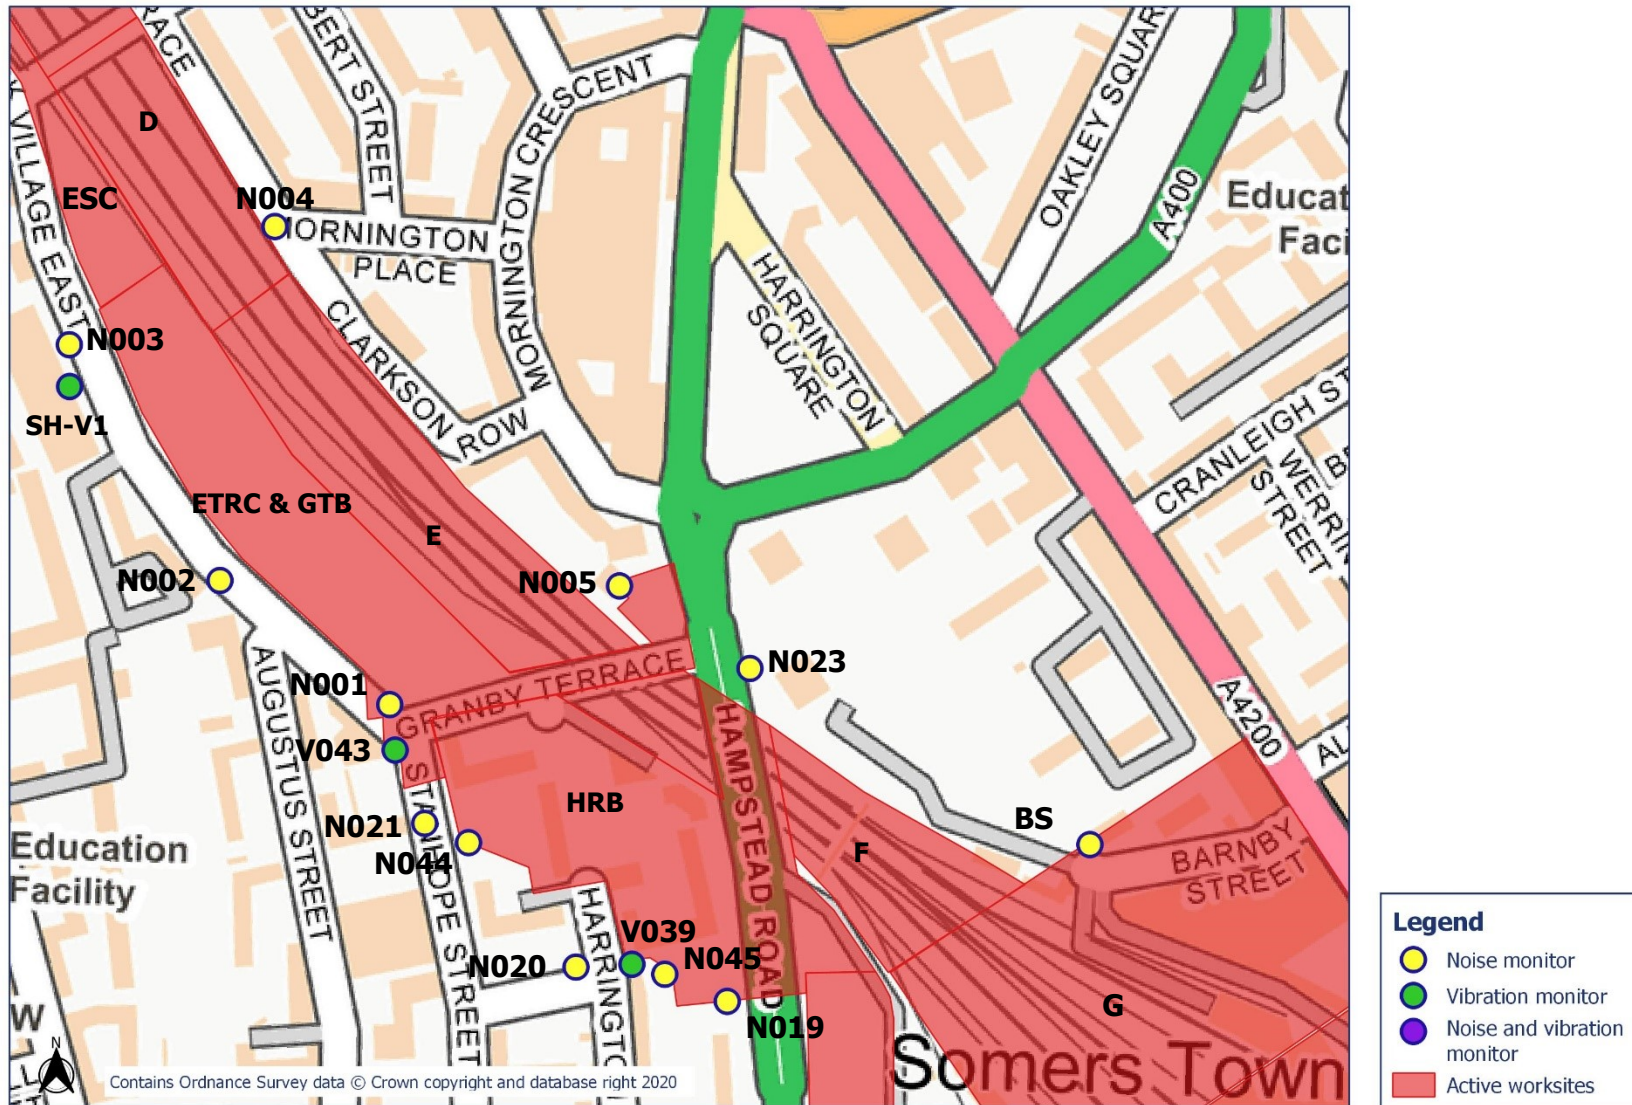 RACE
BERT STREET
MORNINGTON CRESCENT
OAKLEY SQUARE
A400
D
ESC
N004
MORNINGTON
PLACE
Educat
Faci
K VILLAGE EAST
HARRINGTON
SQUARE
N003
CLARKSON ROW
SH-V1
CRANLEIGH ST
WERRIN
STREET
BE
ETRC & GTB
E
N002
N005
AUGUSTUS STREET
GRANBY TERRACE
N023
N001
V043
A4200
AL
HAMPSTEAD ROAD
STANHOPE STREET
HRB
N021
N044
BS
F
BARNBY
STREET
Education
Facility
HARRINGTO
V039
N020
N045
N019
G
W
N
Somers Town
Contains Ordnance Survey data © Crown copyright and database right 2020
Legend
Noise monitor
Vibration monitor
Noise and vibration
monitor
Active worksites